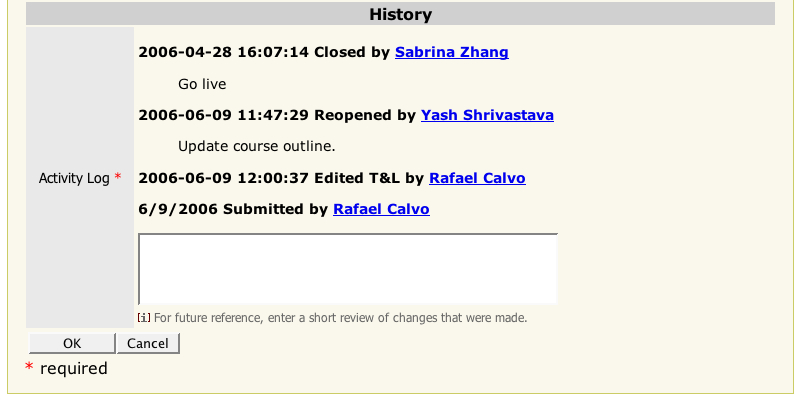 History
2006-04-28 16:07:14 Closed by Sabrina Zhang
Go live
2006-06-09 11:47:29 Reopened by Yash Shrivastava
Update course outline.
Activity Log *
2006-06-09 12:00:37 Edited T&L by Rafael Calvo
6/9/2006 Submitted by Rafael Calvo
[i] For future reference, enter a short review of changes that were made.
OK Cancel
* required